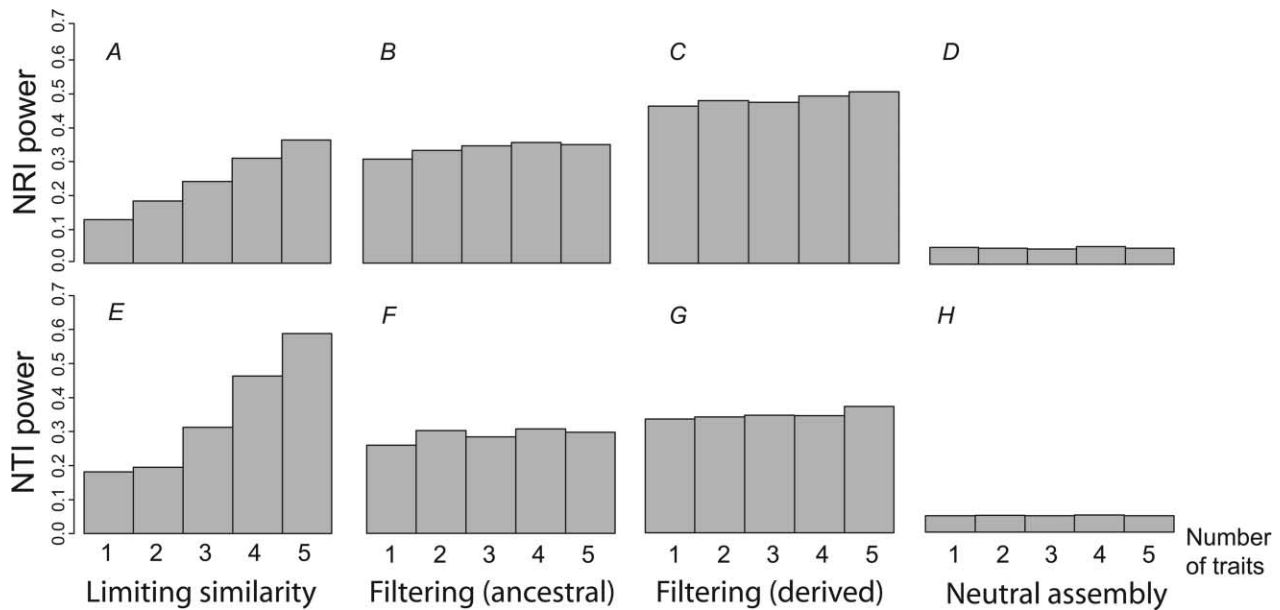 A
B
C
D
NRI power
0.0 0.1 0.2 0.3 0.4 0.5 0.6 0.7
E
F
G
H
NTI power
0.0 0.1 0.2 0.3 0.4 0.5 0.6 0.7
1 2 3 4 5
1 2 3 4 5
1 2 3 4 5
1 2 3 4 5
Number
of traits
Limiting similarity
Filtering (ancestral)
Filtering (derived)
Neutral assembly